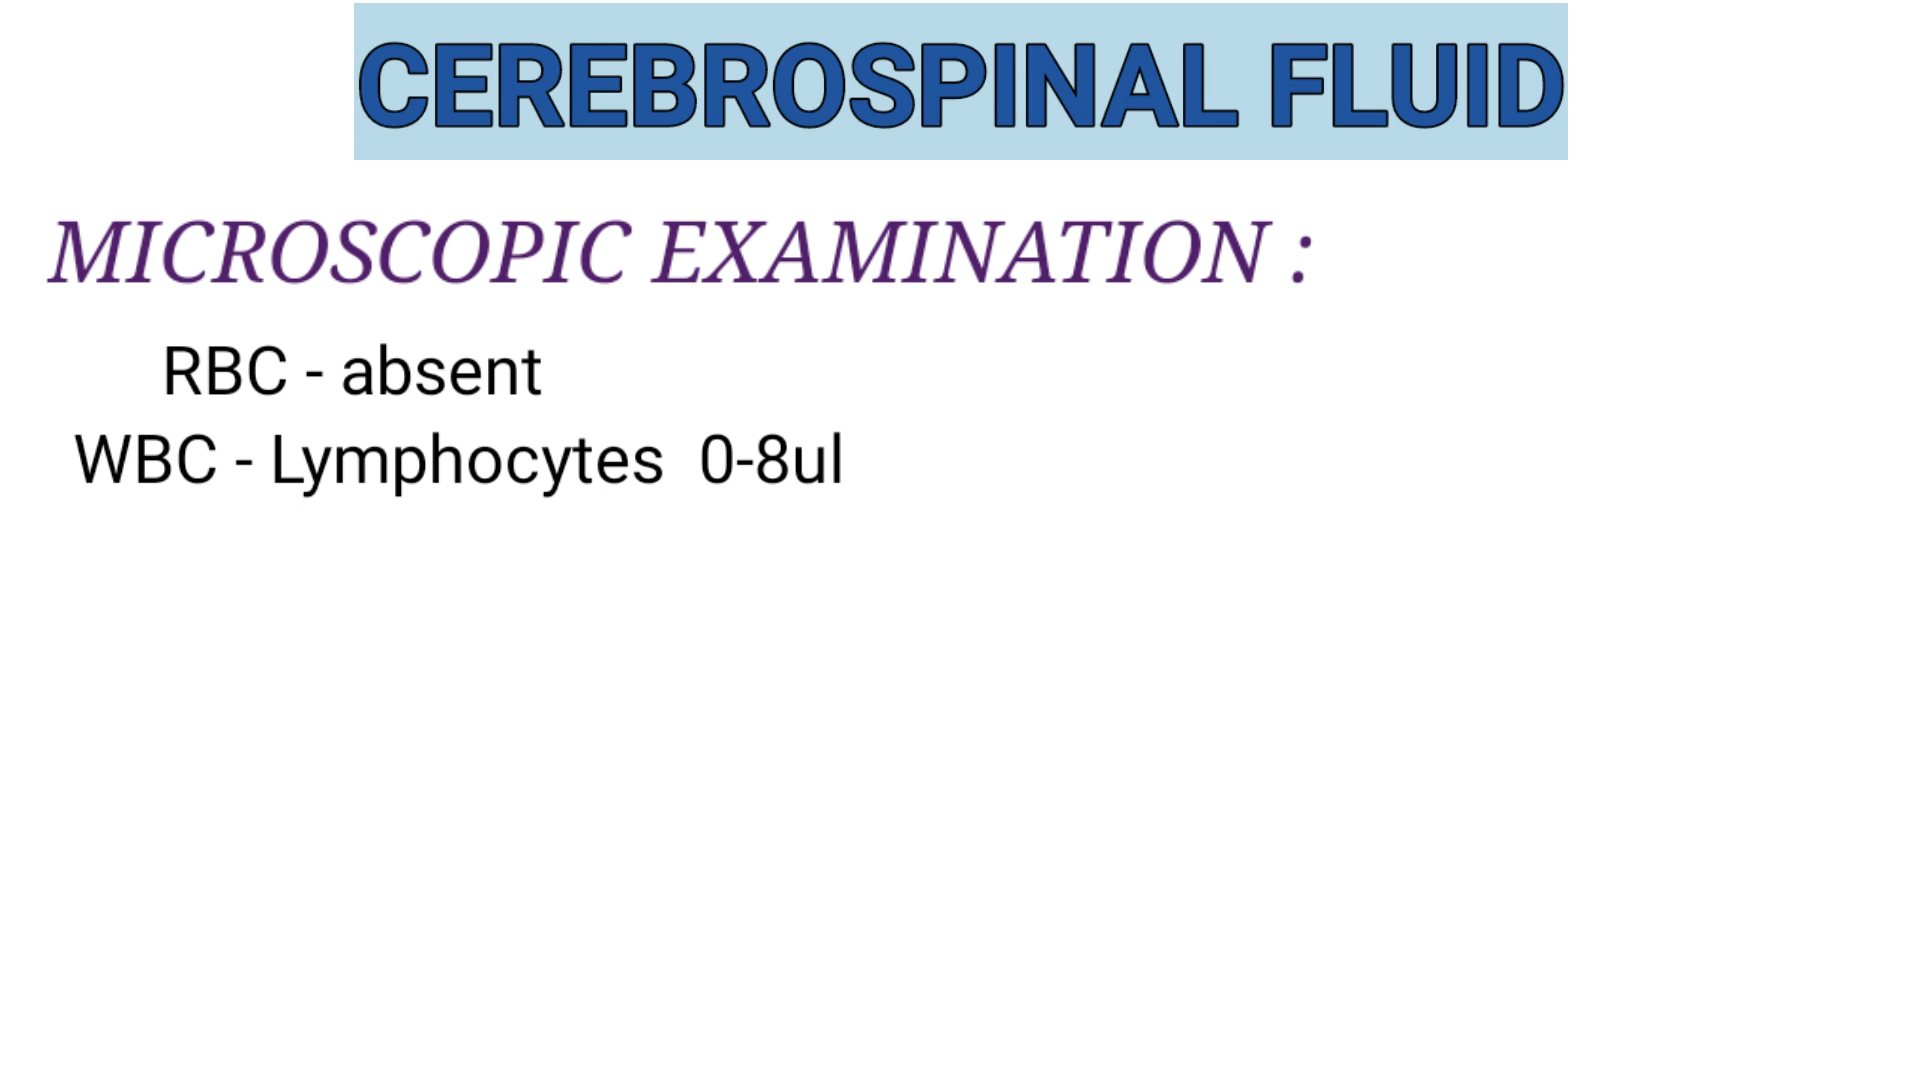 CEREBROSPINAL FLUID
MICROSCOPIC EXAMINATION :
RBC - absent
WBC - Lymphocytes 0-8ul